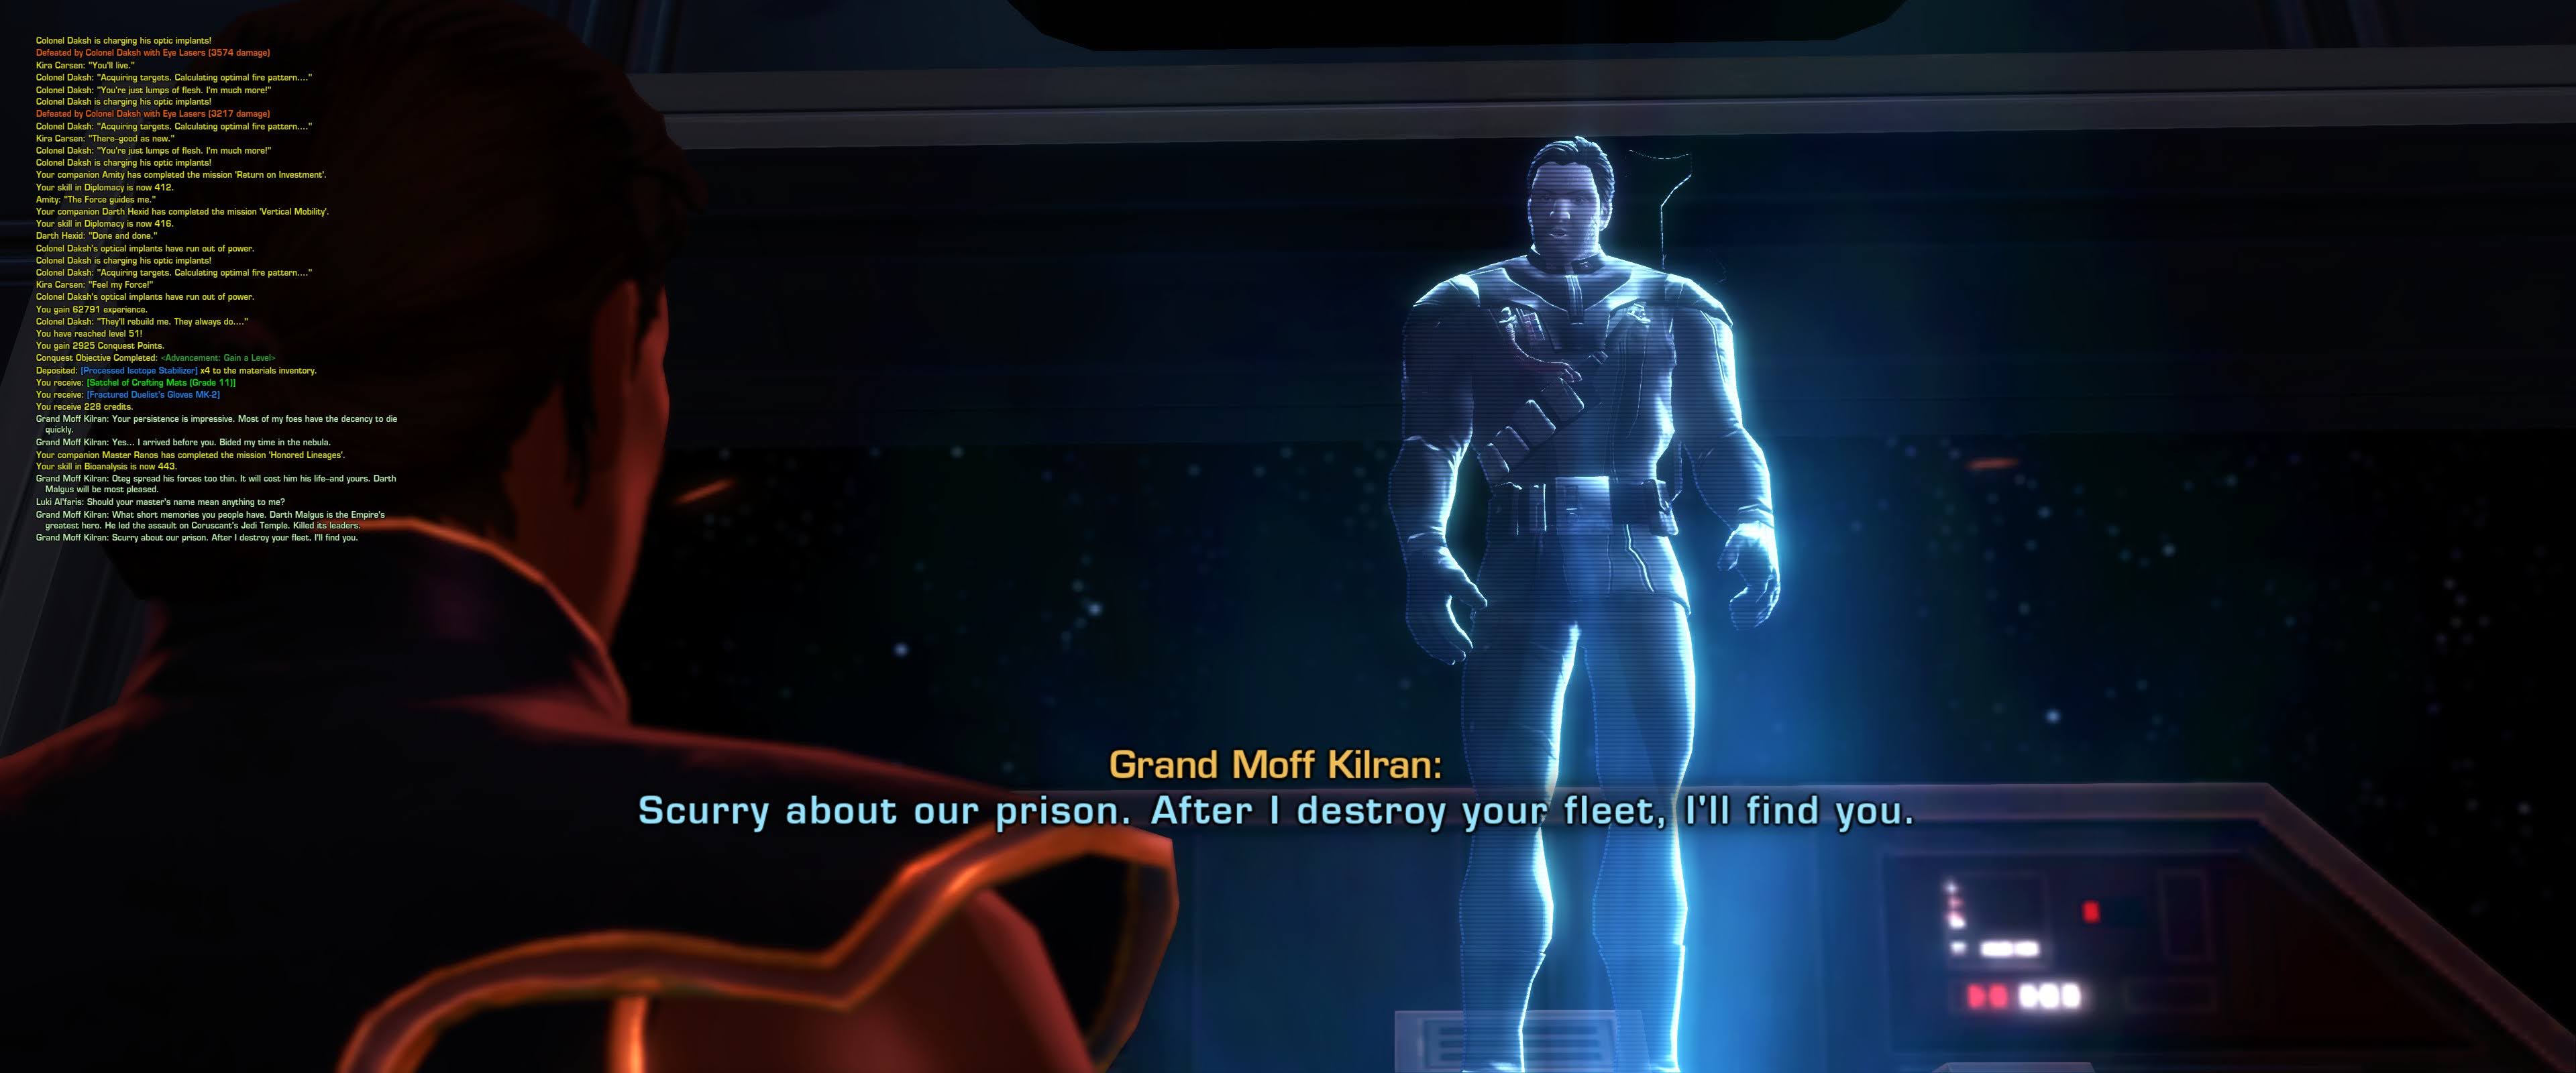 Colonel Daksh is charging his optic implants!
Defeated by Colonel Daksh with Eye Lasers (3574 damage)
Kira Carsen: "You'll live."
Colonel Daksh: "Acquiring targets. Calculating optimal fire pattern...."
Colonel Daksh: "You're just lumps of flesh. I'm much more!"
Colonel Daksh is charging his optic implants!
Defeated by Colonel Daksh with Eye Lasers (3217 damage)
Colonel Daksh: "Acquiring targets. Calculating optimal fire pattern...."
Kira Carsen: "There-good as new."
Colonel Daksh: "You're just lumps of flesh. I'm much more!"
Colonel Daksh is charging his optic implants!
Your companion Amity has completed the mission 'Return on Investment'.
Your skill in Diplomacy is now 412.
Amity: "The Force guides me."
Your companion Darth Hexid has completed the mission 'Vertical Mobility'.
Your skill in Diplomacy is now 416.
Darth Hexid: "Done and done."
Colonel Daksh's optical implants have run out of power.
Colonel Daksh is charging his optic implants!
Colonel Daksh: "Acquiring targets. Calculating optimal fire pattern...."
Kira Carsen: "Feel my Force!"
Colonel Daksh's optical implants have run out of power.
You gain 62791 experience.
Colonel Daksh: "They'll rebuild me. They always do...."
You have reached level 51!
You gain 2925 Conquest Points.
Conquest Objective Completed: <Advancement: Gain a Level>
Deposited: [Processed Isotope Stabilizer] x4 to the materials inventory.
You receive: [Satchel of Crafting Mats (Grade 11)]
You receive: [Fractured Duelist's Gloves MK-2]
You receive 228 credits.
Grand Moff Kilran: Your persistence is impressive. Most of my foes have the decency to die
quickly.
Grand Moff Kilran: Yes... I arrived before you. Bided my time in the nebula.
Your companion Master Ranos has completed the mission 'Honored Lineages'.
Your skill in Bioanalysis is now 443.
Grand Moff Kilran: Oteg spread his forces too thin. It will cost him his life-and yours. Darth
Malgus will be most pleased.
Luki Al'faris: Should your master's name mean anything to me?
Grand Moff Kilran: What short memories you people have. Darth Malgus is the Empire's
greatest hero. He led the assault on Coruscant's Jedi Temple. Killed its leaders.
Grand Moff Kilran: Scurry about our prison. After I destroy your fleet, I'll find you.
Grand Moff Kilran:
Scurry about our prison. After I destroy your fleet, I'll find you.